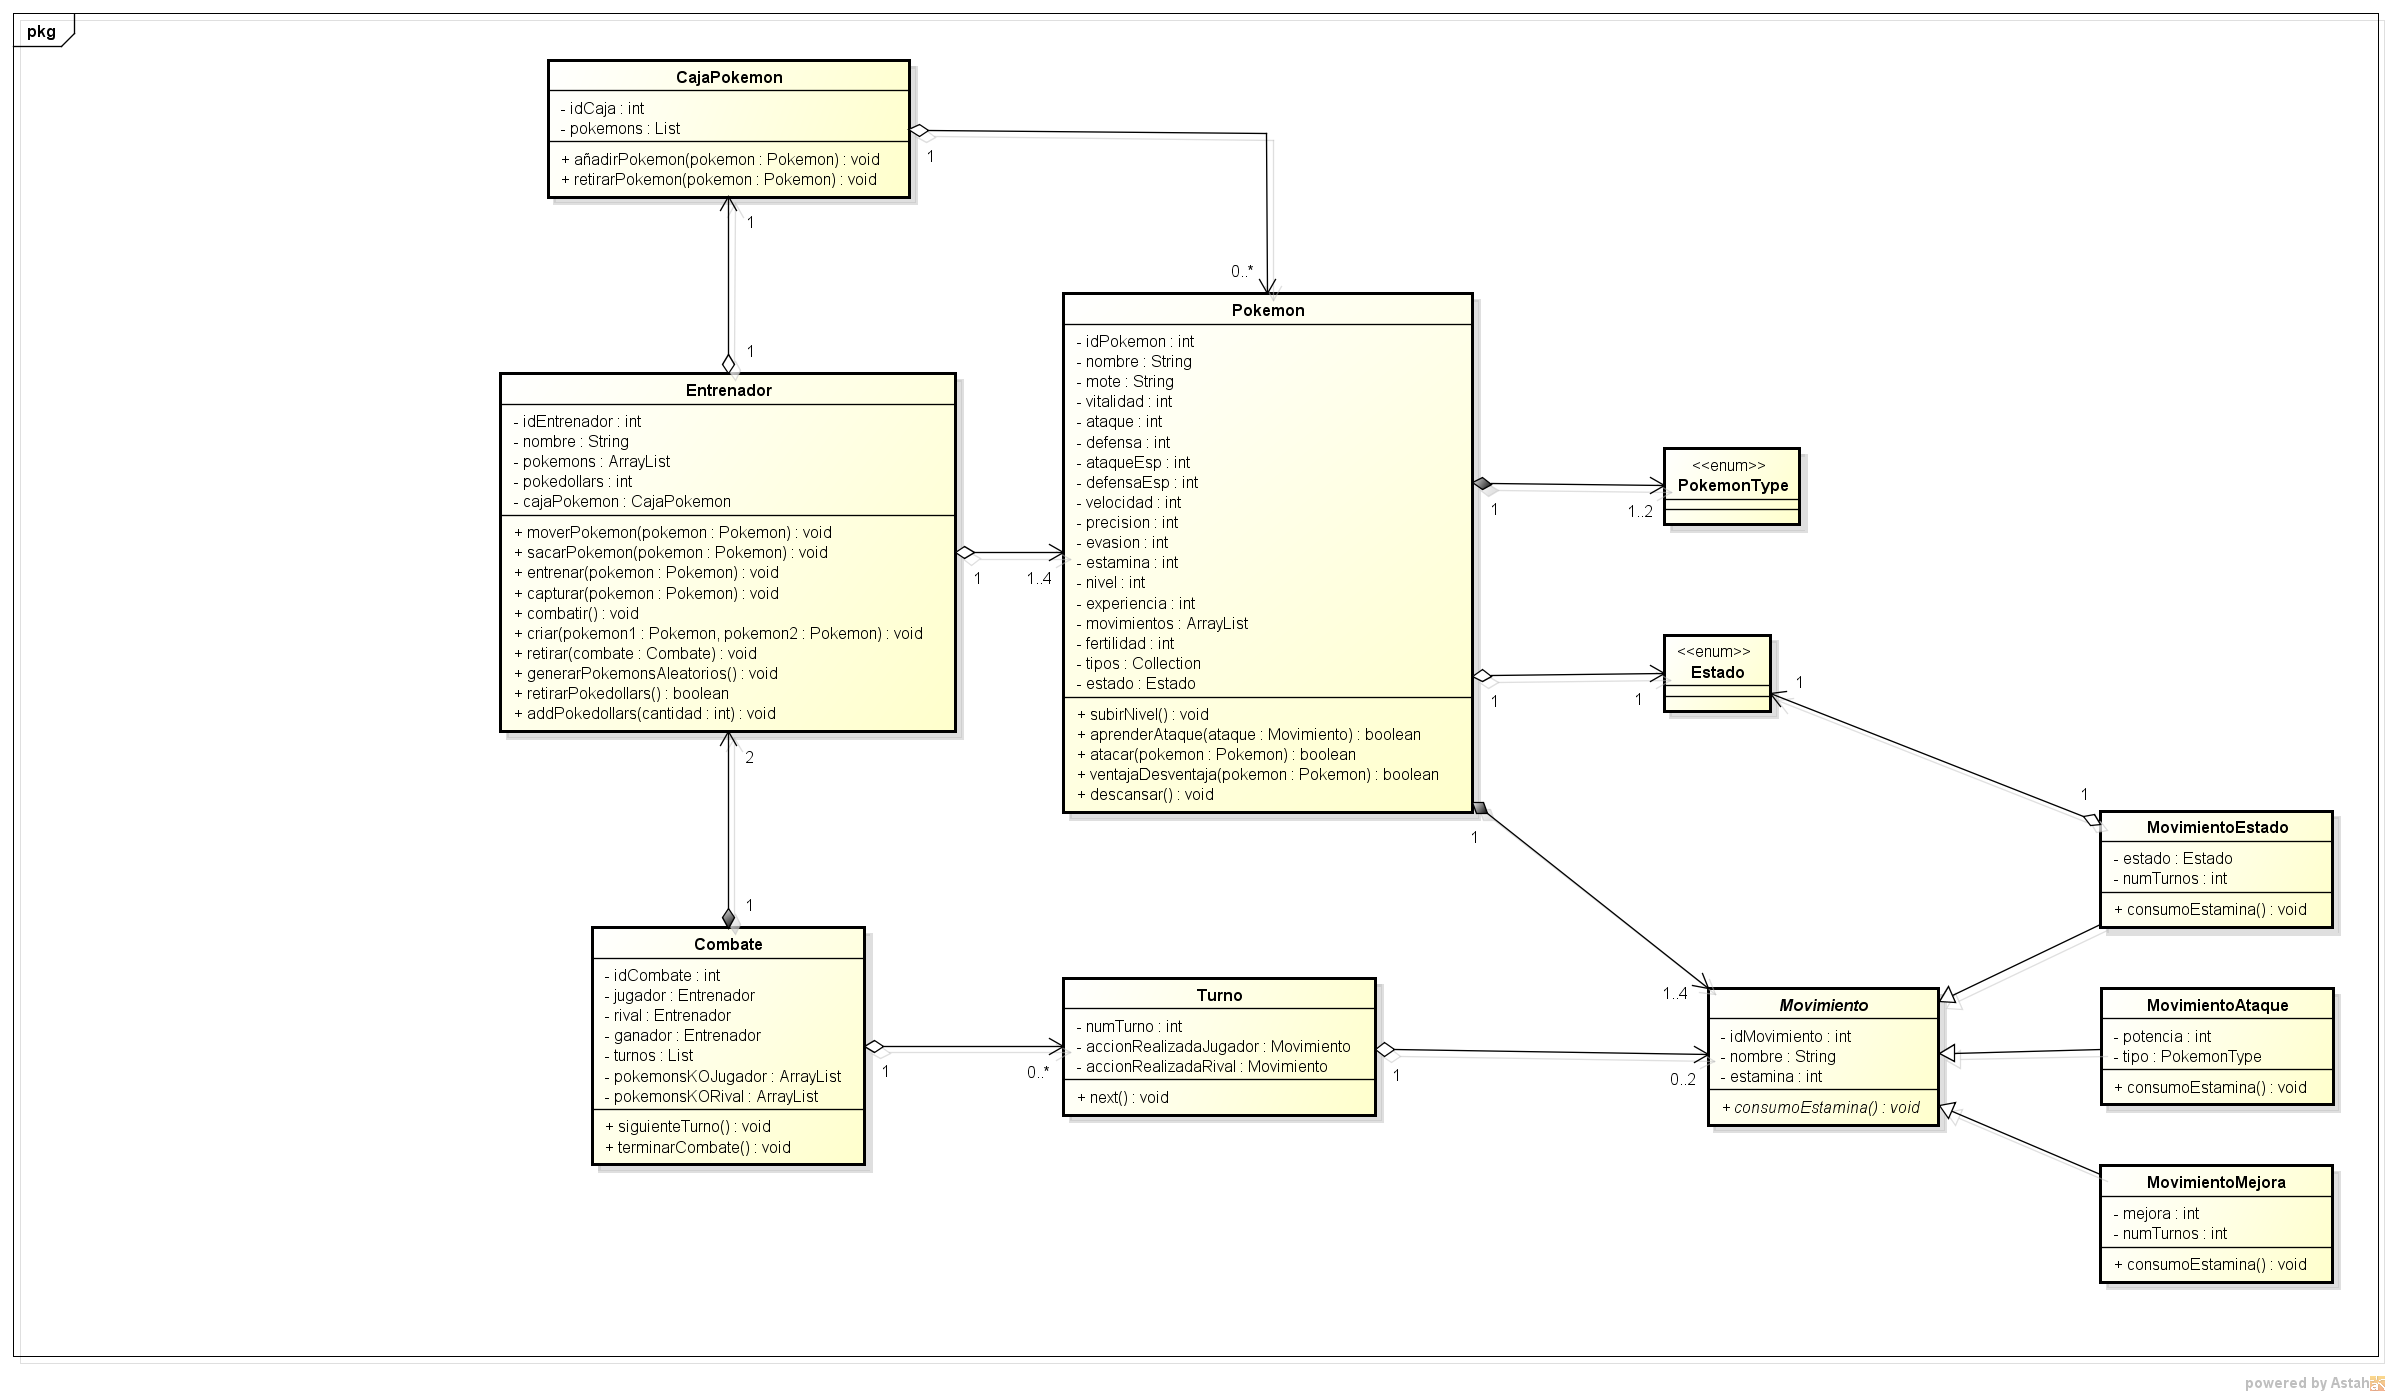 pkg
CajaPokemon
- idCaja : int
- pokemons : List
+ añadirPokemon(pokemon : Pokemon) : void
+ retirarPokemon(pokemon : Pokemon) : void
1
1
0..*
1
Entrenador
- idEntrenador : int
- nombre : String
- pokemons : ArrayList
- pokedollars : int
- cajaPokemon : CajaPokemon
+ moverPokemon(pokemon : Pokemon) : void
+ sacarPokemon(pokemon : Pokemon) : void
+ entrenar(pokemon : Pokemon) : void
+ capturar(pokemon : Pokemon) : void
+ combatir() : void
+ criar(pokemon1 : Pokemon, pokemon2 : Pokemon) : void
+ retirar(combate : Combate) : void
+ generarPokemonsAleatorios() : void
+ retirarPokedollars() : boolean
+ addPokedollars(cantidad : int) : void
1
1..4
2
1
Pokemon
- idPokemon : int
- nombre : String
- mote : String
- vitalidad : int
- ataque : int
- defensa : int
- ataqueEsp : int
- defensaEsp : int
- velocidad : int
- precision : int
- evasion : int
- estamina : int
- nivel : int
- experiencia : int
- movimientos : ArrayList
- fertilidad : int
- tipos : Collection
- estado : Estado
+ subirNivel() : void
+ aprenderAtaque(ataque : Movimiento) : boolean
+ atacar(pokemon : Pokemon) : boolean
+ ventajaDesventaja(pokemon : Pokemon) : boolean
+ descansar() : void
1
1..2
<<enum>>
PokemonType
1
1
<<enum>>
Estado
1
1
1
1..4
MovimientoEstado
- estado : Estado
- numTurnos : int
+ consumoEstamina() : void
Combate
- idCombate : int
- jugador : Entrenador
- rival : Entrenador
- ganador : Entrenador
- turnos : List
- pokemonsKOJugador : ArrayList
- pokemonsKORival : ArrayList
+ siguienteTurno() : void
+ terminarCombate() : void
1
0..*
Turno
- numTurno : int
- accionRealizadaJugador : Movimiento
- accionRealizadaRival : Movimiento
+ next() : void
1
0..2
Movimiento
- idMovimiento : int
- nombre : String
- estamina : int
+ consumoEstamina() : void
MovimientoAtaque
- potencia : int
- tipo : PokemonType
+ consumoEstamina() : void
MovimientoMejora
- mejora : int
- numTurnos : int
+ consumoEstamina() : void
powered by Astah